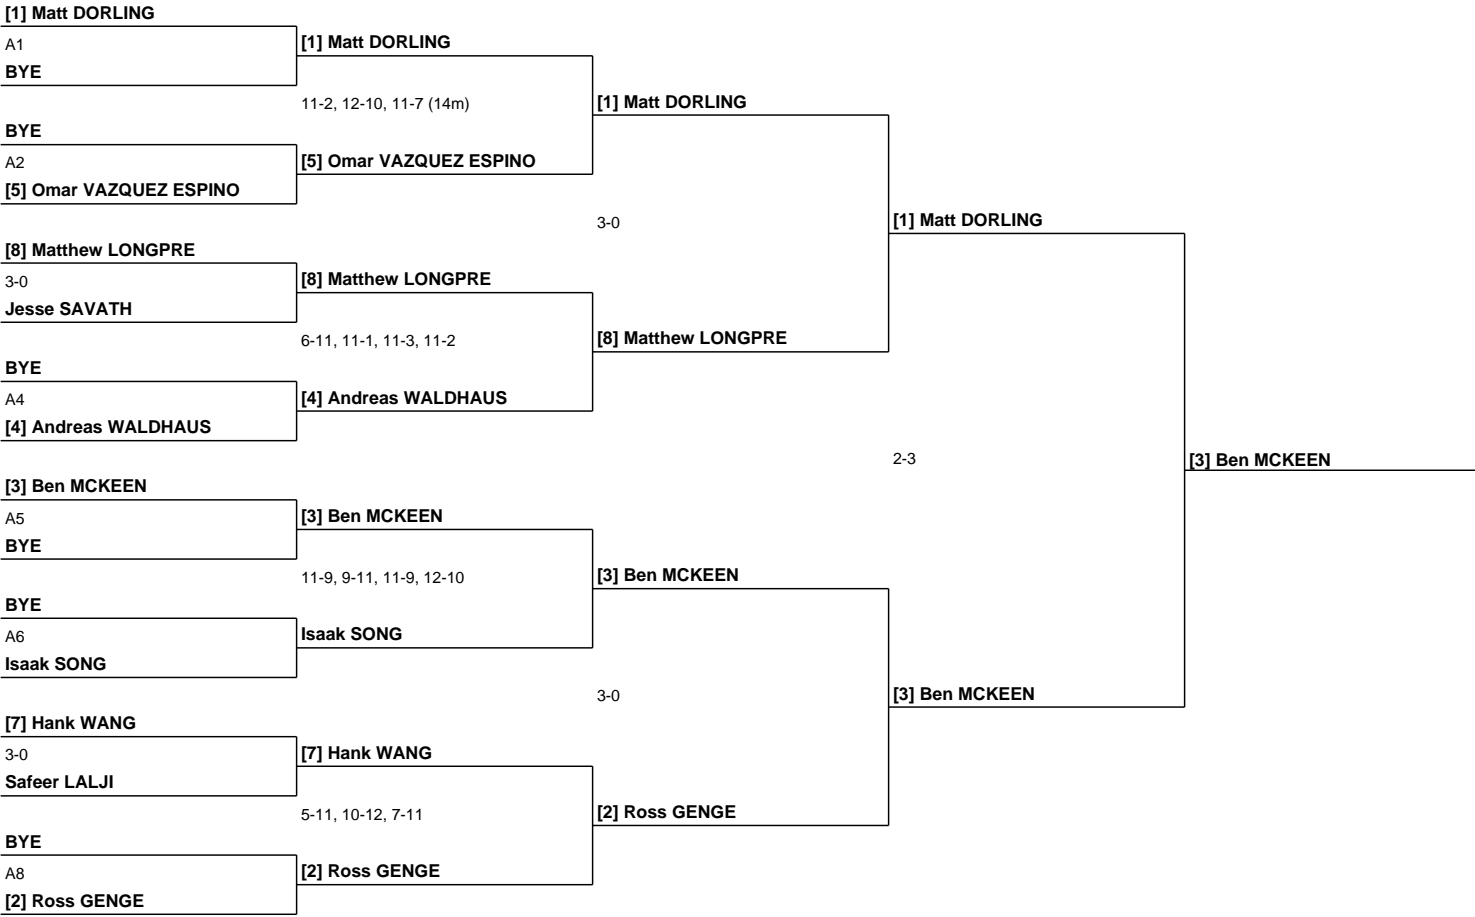 [1] Matt DORLING
A1
BYE
BYE
A2
[5] Omar VAZQUEZ ESPINO
[8] Matthew LONGPRE
3-0
Jesse SAVATH
BYE
A4
[4] Andreas WALDHAUS
[3] Ben MCKEEN
A5
BYE
BYE
A6
Isaak SONG
[7] Hank WANG
3-0
Safeer LALJI
BYE
A8
[2] Ross GENGE
[1] Matt DORLING
11-2, 12-10, 11-7 (14m)
[5] Omar VAZQUEZ ESPINO
[8] Matthew LONGPRE
6-11, 11-1, 11-3, 11-2
[4] Andreas WALDHAUS
[3] Ben MCKEEN
11-9, 9-11, 11-9, 12-10
Isaak SONG
[7] Hank WANG
5-11, 10-12, 7-11
[2] Ross GENGE
[1] Matt DORLING
3-0
[8] Matthew LONGPRE
[3] Ben MCKEEN
3-0
[2] Ross GENGE
[1] Matt DORLING
2-3
[3] Ben MCKEEN
[3] Ben MCKEEN